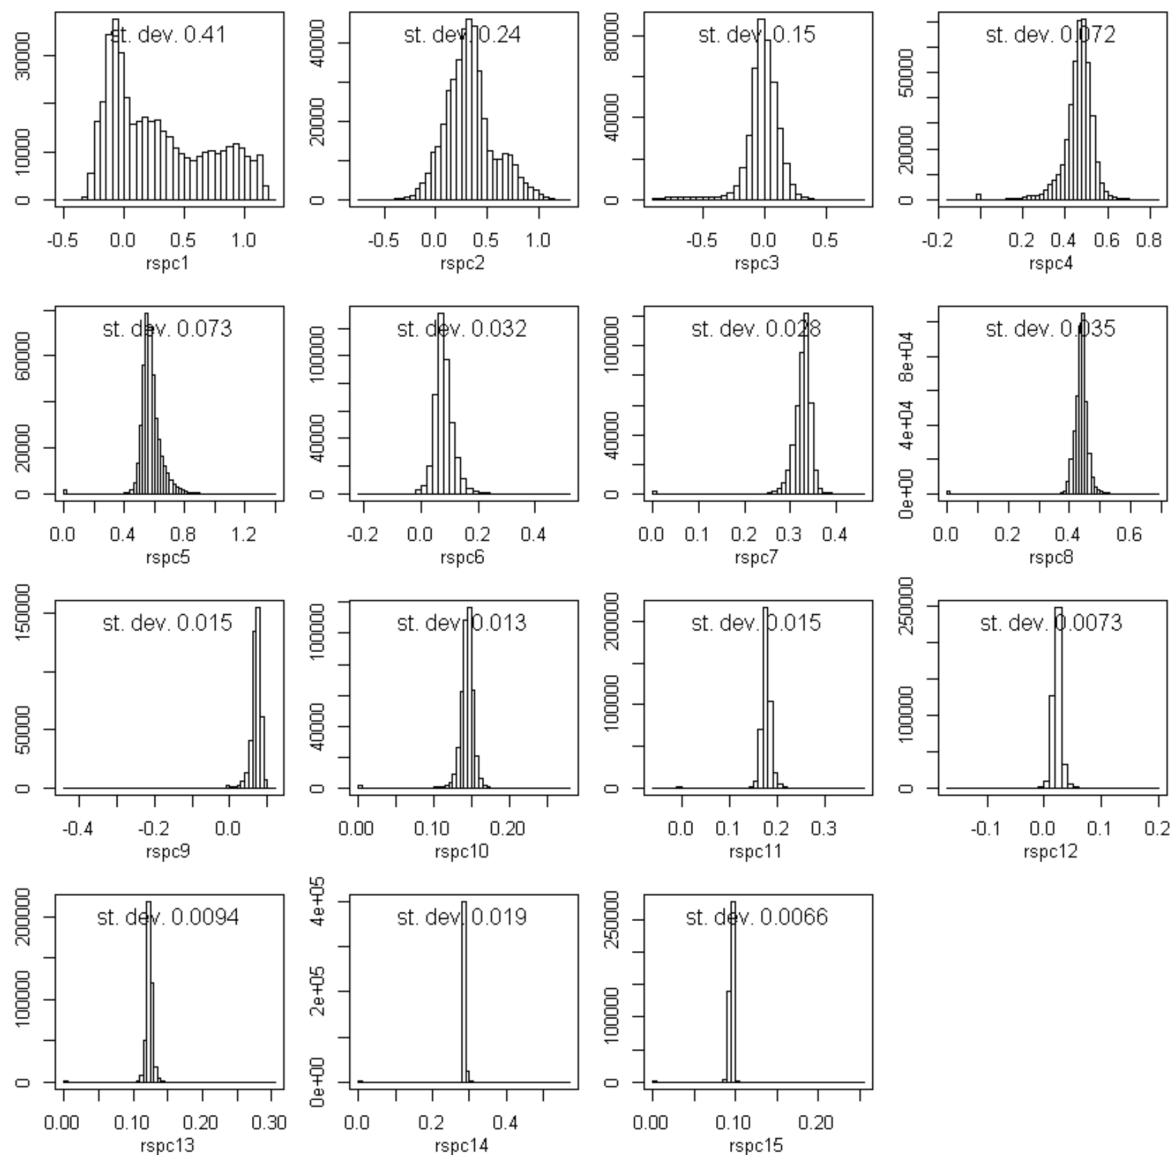 st. dev. 0.41
0 10000 30000
-0.5 0.0 0.5 1.0
rspc1
st. dev. 0.24
0 20000 40000
-0.5 0.0 0.5 1.0
rspc2
st. dev. 0.15
0 40000 80000
-0.5 0.0 0.5
rspc3
st. dev. 0.072
0 20000 50000
-0.2 0.2 0.4 0.6 0.8
rspc4
st. dev. 0.073
0 20000 60000
0.0 0.4 0.8 1.2
rspc5
st. dev. 0.032
0 40000 100000
-0.2 0.0 0.2 0.4
rspc6
st. dev. 0.028
0 40000 100000
0.0 0.1 0.2 0.3 0.4
rspc7
st. dev. 0.035
0e+00 4e+04 8e+04
0.0 0.2 0.4 0.6
rspc8
st. dev. 0.015
0 50000 150000
-0.4 -0.2 0.0
rspc9
st. dev. 0.013
0 40000 100000
0.00 0.10 0.20
rspc10
st. dev. 0.015
0 100000 200000
0.0 0.1 0.2 0.3
rspc11
st. dev. 0.0073
0 100000 250000
-0.1 0.0 0.1 0.2
rspc12
st. dev. 0.0094
0 100000 200000
0.00 0.10 0.20 0.30
rspc13
st. dev. 0.019
0e+00 2e+05 4e+05
0.0 0.2 0.4
rspc14
st. dev. 0.0066
0 100000 250000
0.00 0.10 0.20
rspc15